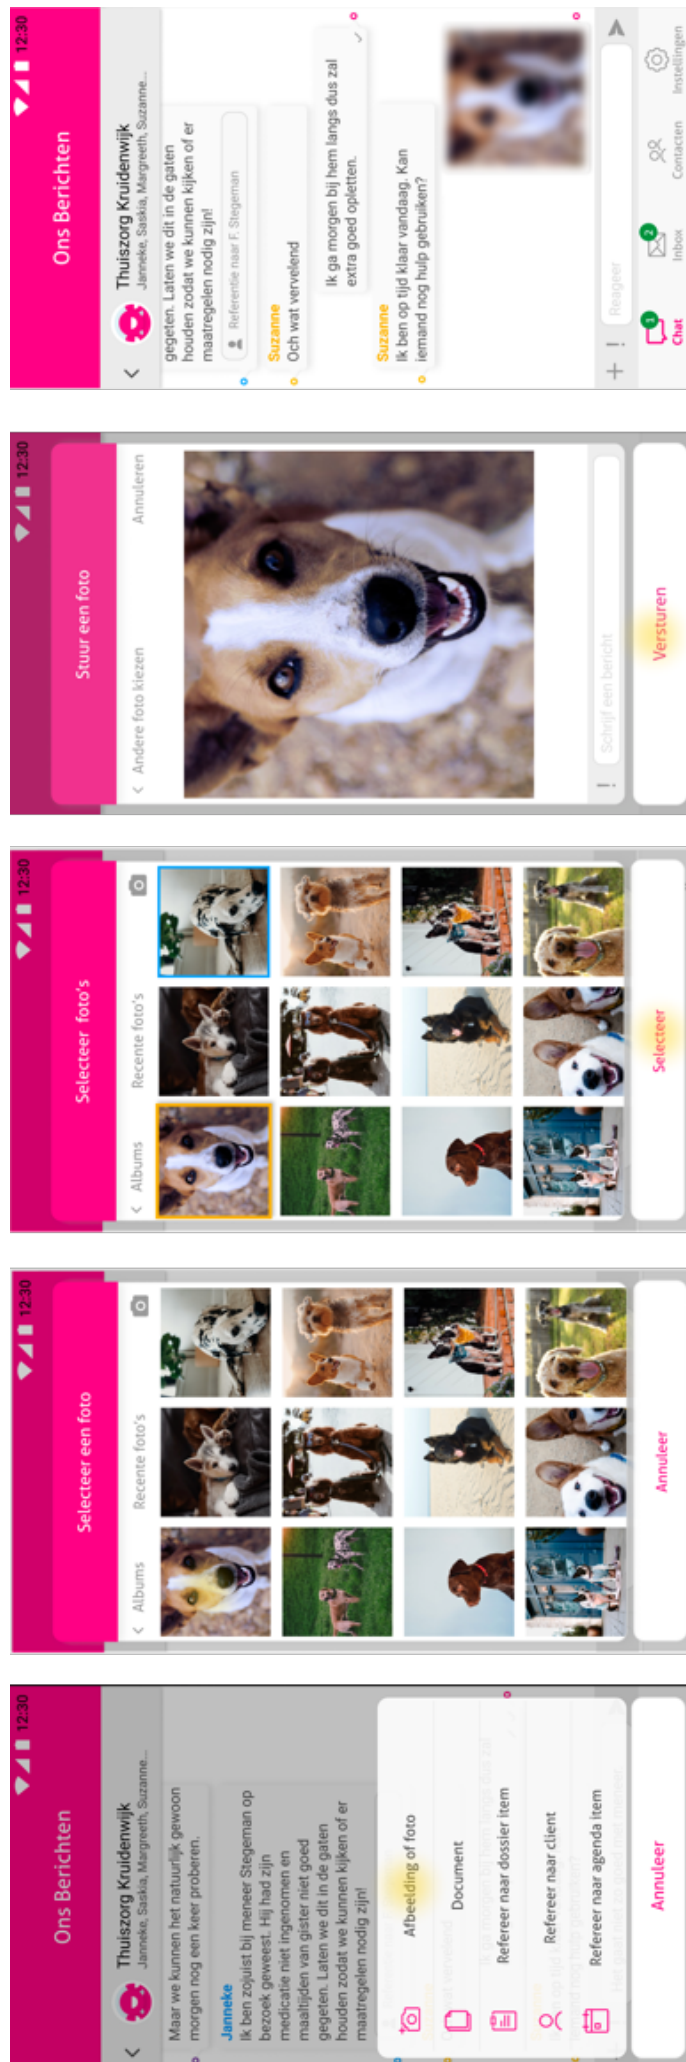 12:30
Ons Berichten
Thuiszorg Kruidenwijk
Janneke, Saskia, Margreeth, Suzanne...
Maar we kunnen het natuurlijk gewoon
morgen nog een keer proberen.
Janneke
Ik ben zojuist bij meneer Stegeman op
bezoek geweest. Hij had zijn
medicatie niet ingenomen en
maaltijden van gister niet goed
gegeten. Laten we dit in de gaten
houden zodat we kunnen kijken of er
maatregelen nodig zijn!
Afbeelding of foto
Document
Refereer naar dossier item
Refereer naar client
Refereer naar agenda item
Annuleer
12:30
Selecteer een foto
< Albums
Recente foto's
Annuleer
12:30
Selecteer foto's
< Albums
Recente foto's
Selecteer
12:30
Stuur een foto
< Andere foto kiezen
Annuleren
! Schrijf een bericht
Versturen
12:30
Ons Berichten
Thuiszorg Kruidenwijk
Janneke, Saskia, Margreeth, Suzanne...
gegeten. Laten we dit in de gaten
houden zodat we kunnen kijken of er
maatregelen nodig zijn!
Referentie naar F. Stegeman
Suzanne
Och wat vervelend
Ik ga morgen bij hem langs dus zal
extra goed opletten.
Suzanne
Ik ben op tijd klaar vandaag. Kan
iemand nog hulp gebruiken?
+ ! Reageer
1
2
Chat
Inbox
Contacten
Instellingen